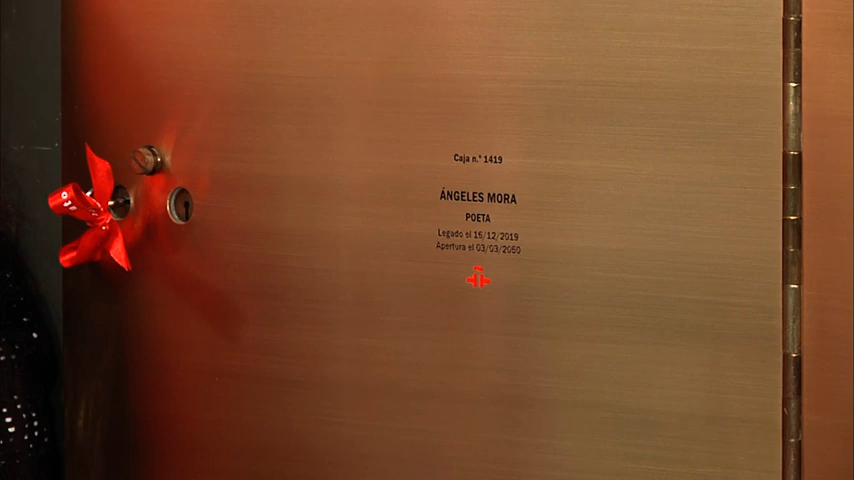 Caja n.° 1419
ÁNGELES MORA
POETA
Legado el 16/12/2019
Apertura el 03/03/2050